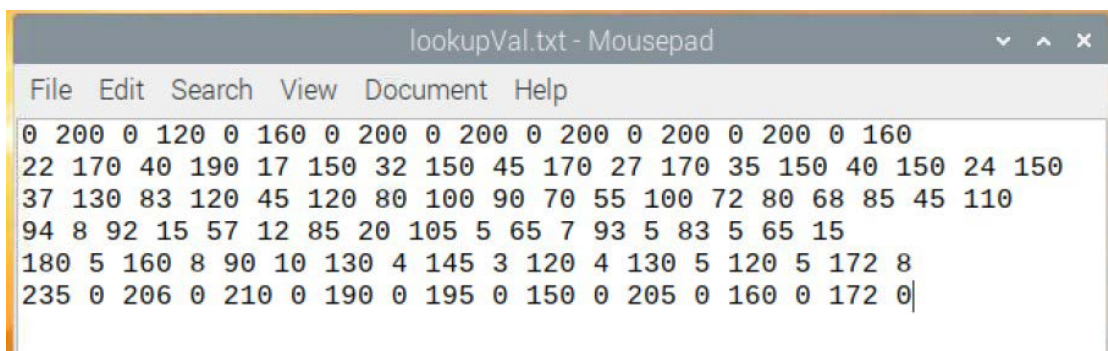 lookupVal.txt - Mousepad
File Edit Search View Document Help
0 200 0 120 0 160 0 200 0 200 0 200 0 200 0 200 0 160
22 170 40 190 17 150 32 150 45 170 27 170 35 150 40 150 24 150
37 130 83 120 45 120 80 100 90 70 55 100 72 80 68 85 45 110
94 8 92 15 57 12 85 20 105 5 65 7 93 5 83 5 65 15
180 5 160 8 90 10 130 4 145 3 120 4 130 5 120 5 172 8
235 0 206 0 210 0 190 0 195 0 150 0 205 0 160 0 172 0